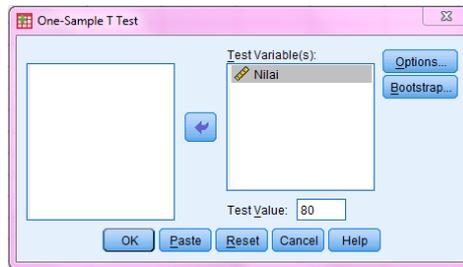 One-Sample T Test
Test Variable(s):
Nilai
Options...
Bootstrap...
Test Value: 80
OK Paste Reset Cancel Help